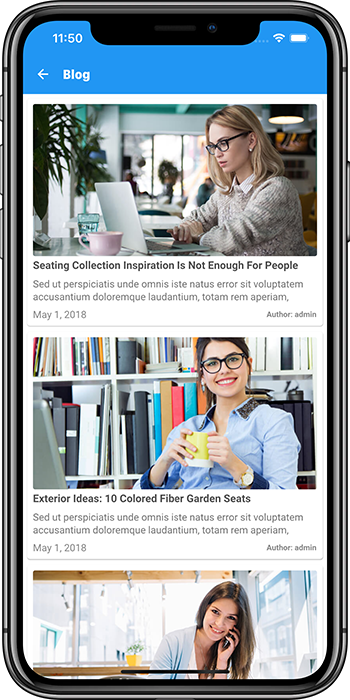 11:50
Blog
Seating Collection Inspiration Is Not Enough For People
Sed ut perspiciatis unde omnis iste natus error sit voluptatem
accusantium doloremque laudantium, totam rem aperiam,
May 1, 2018 Author: admin
Exterior Ideas: 10 Colored Fiber Garden Seats
Sed ut perspiciatis unde omnis iste natus error sit voluptatem
accusantium doloremque laudantium, totam rem aperiam,
May 1, 2018 Author: admin